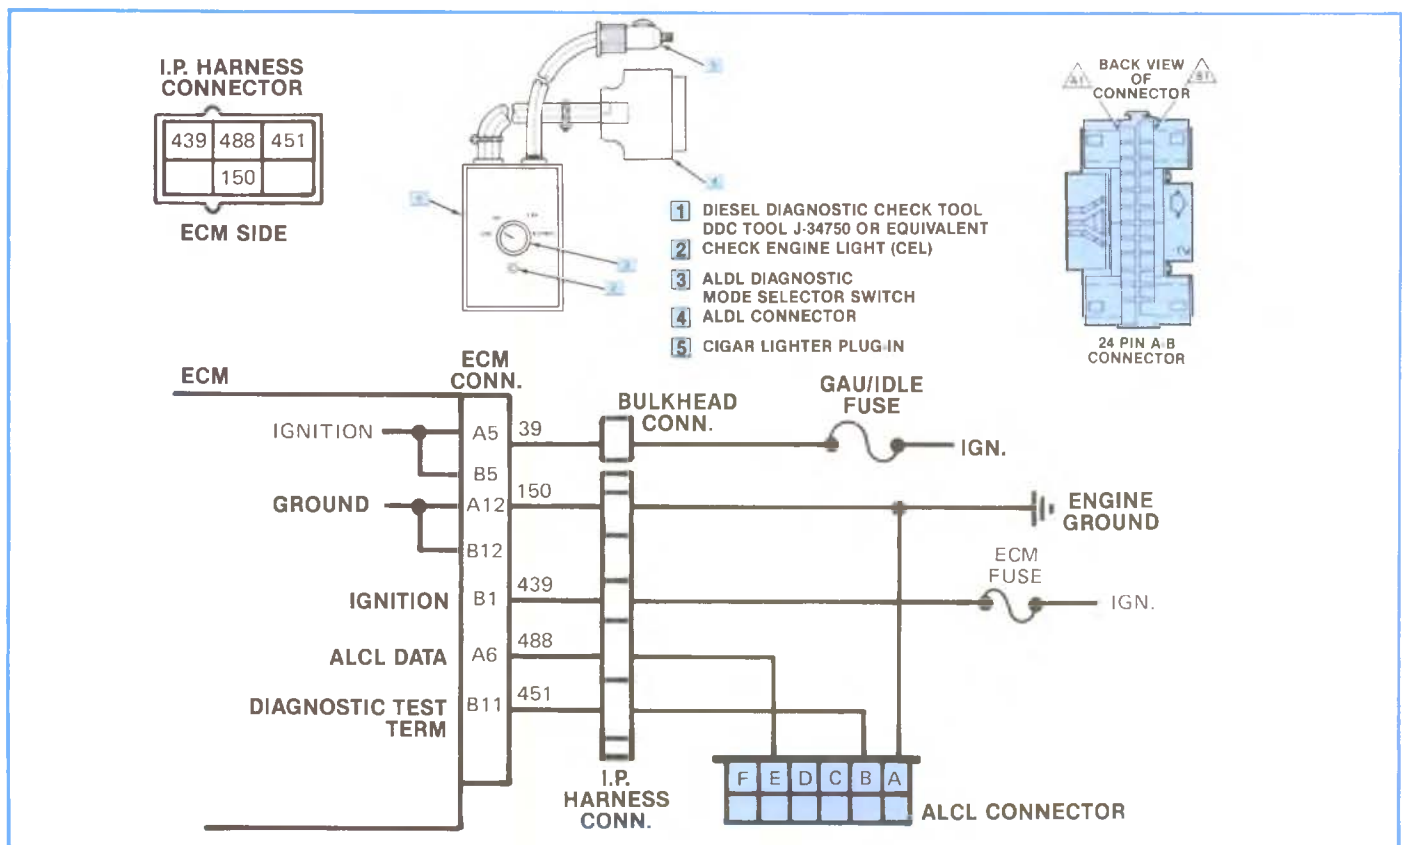 I.P. HARNESS
CONNECTOR
439 488 451
150
ECM SIDE
5
4
3
2
1 DIESEL DIAGNOSTIC CHECK TOOL
DDC TOOL J-34750 OR EQUIVALENT
2 CHECK ENGINE LIGHT (CEL)
3 ALDL DIAGNOSTIC
MODE SELECTOR SWITCH
4 ALDL CONNECTOR
5 CIGAR LIGHTER PLUG-IN
BACK VIEW
OF
CONNECTOR
A1
B1
24 PIN A-B
CONNECTOR
ECM
ECM
CONN.
BULKHEAD
CONN.
GAU/IDLE
FUSE
IGNITION
A5
39
IGN.
B5
GROUND
A12
150
ENGINE
GROUND
B12
ECM
FUSE
IGNITION
B1
439
IGN.
ALCL DATA
A6
488
DIAGNOSTIC TEST
TERM
B11
451
I.P.
HARNESS
CONN.
F E D C B A
ALCL CONNECTOR